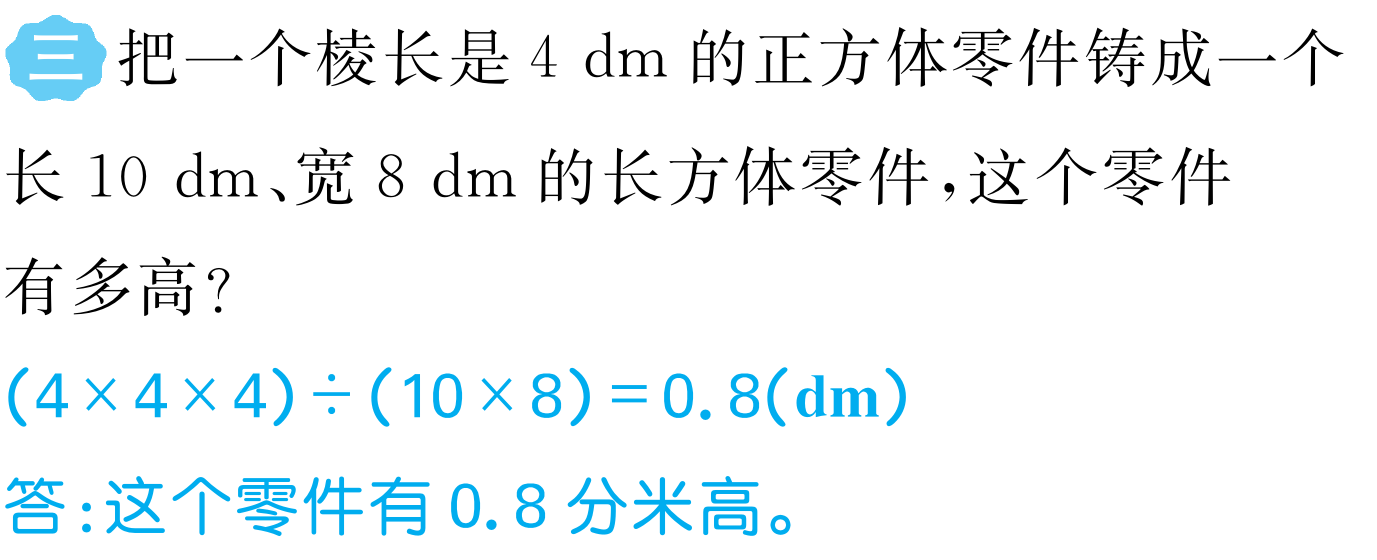 三 把一个棱长是 4 dm 的正方体零件铸成一个
长 10 dm、宽 8 dm 的长方体零件,这个零件
有多高?
(4×4×4)÷(10×8)=0.8(dm)
答:这个零件有 0.8 分米高。